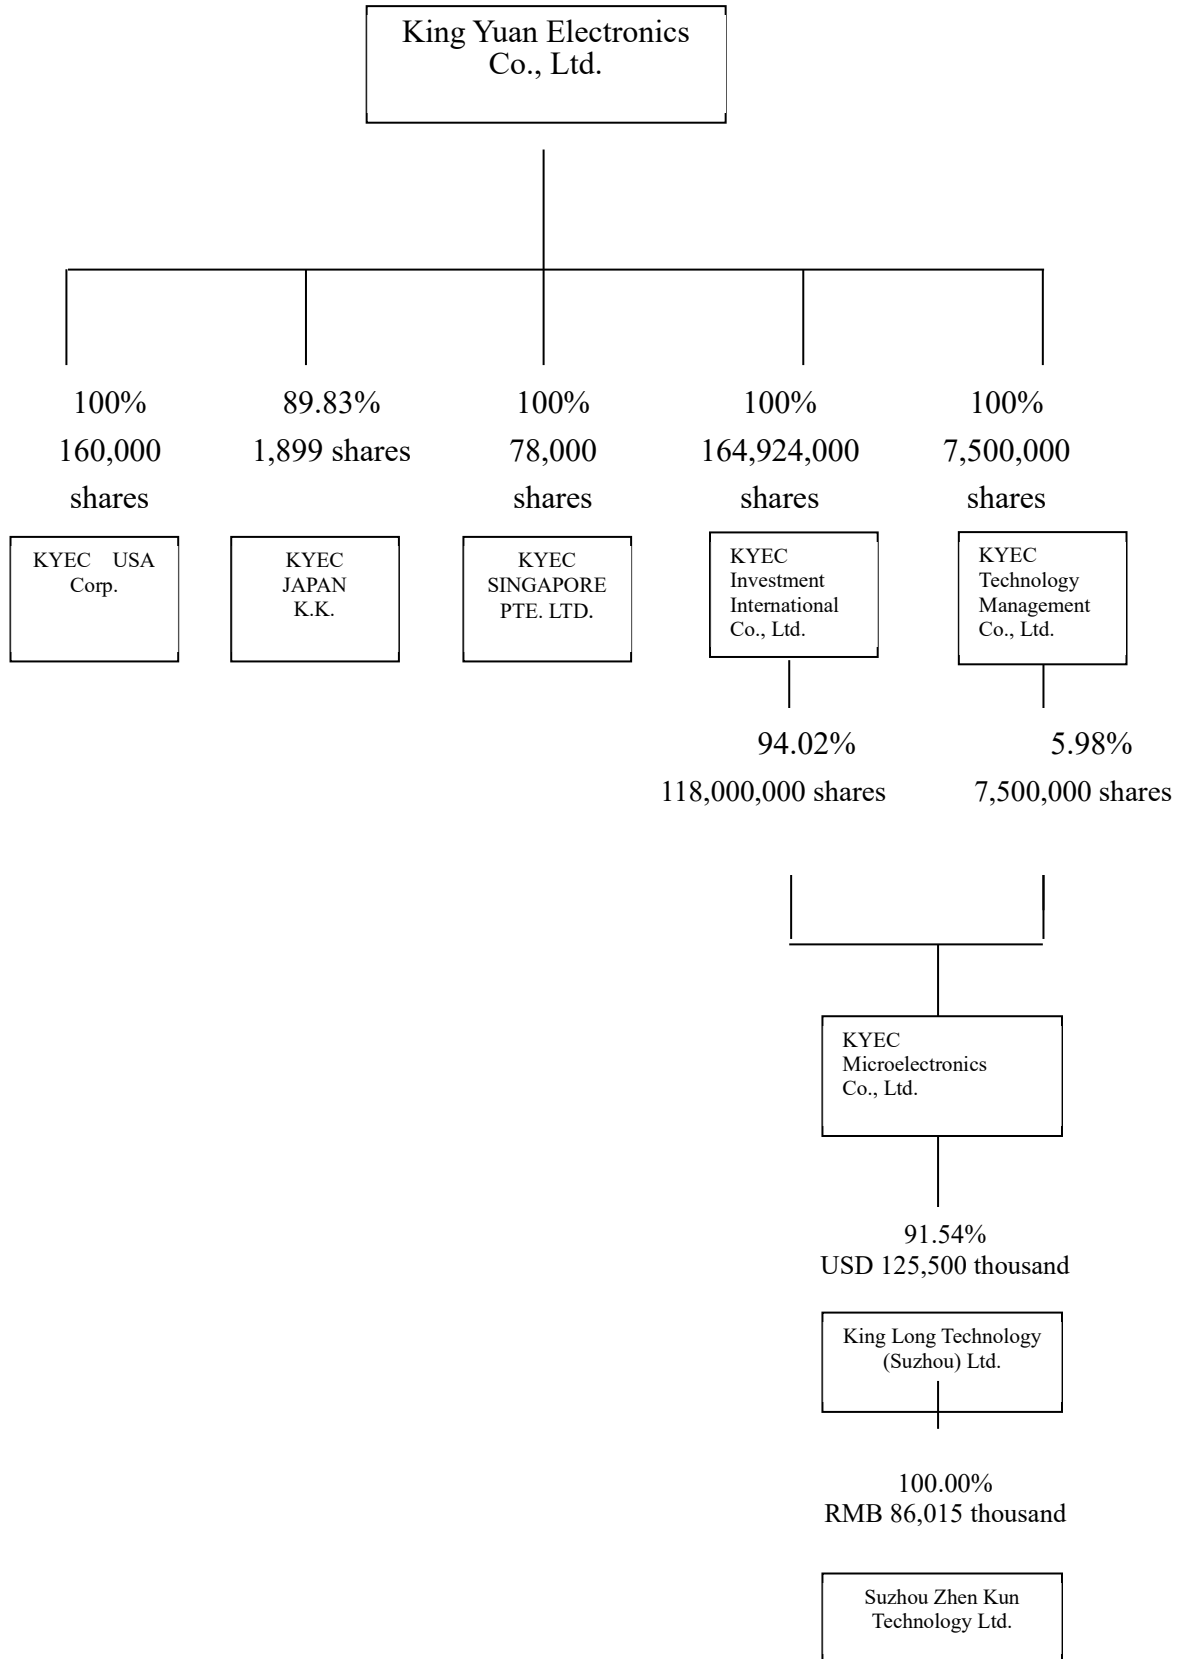 King Yuan Electronics
Co., Ltd.
100%
160,000
shares
89.83%
1,899 shares
100%
78,000
shares
100%
164,924,000
shares
100%
7,500,000
shares
KYEC USA
Corp.
KYEC
JAPAN
K.K.
KYEC
SINGAPORE
PTE. LTD.
KYEC
Investment
International
Co., Ltd.
KYEC
Technology
Management
Co., Ltd.
94.02%
118,000,000 shares
5.98%
7,500,000 shares
KYEC
Microelectronics
Co., Ltd.
91.54%
USD 125,500 thousand
King Long Technology
(Suzhou) Ltd.
100.00%
RMB 86,015 thousand
Suzhou Zhen Kun
Technology Ltd.